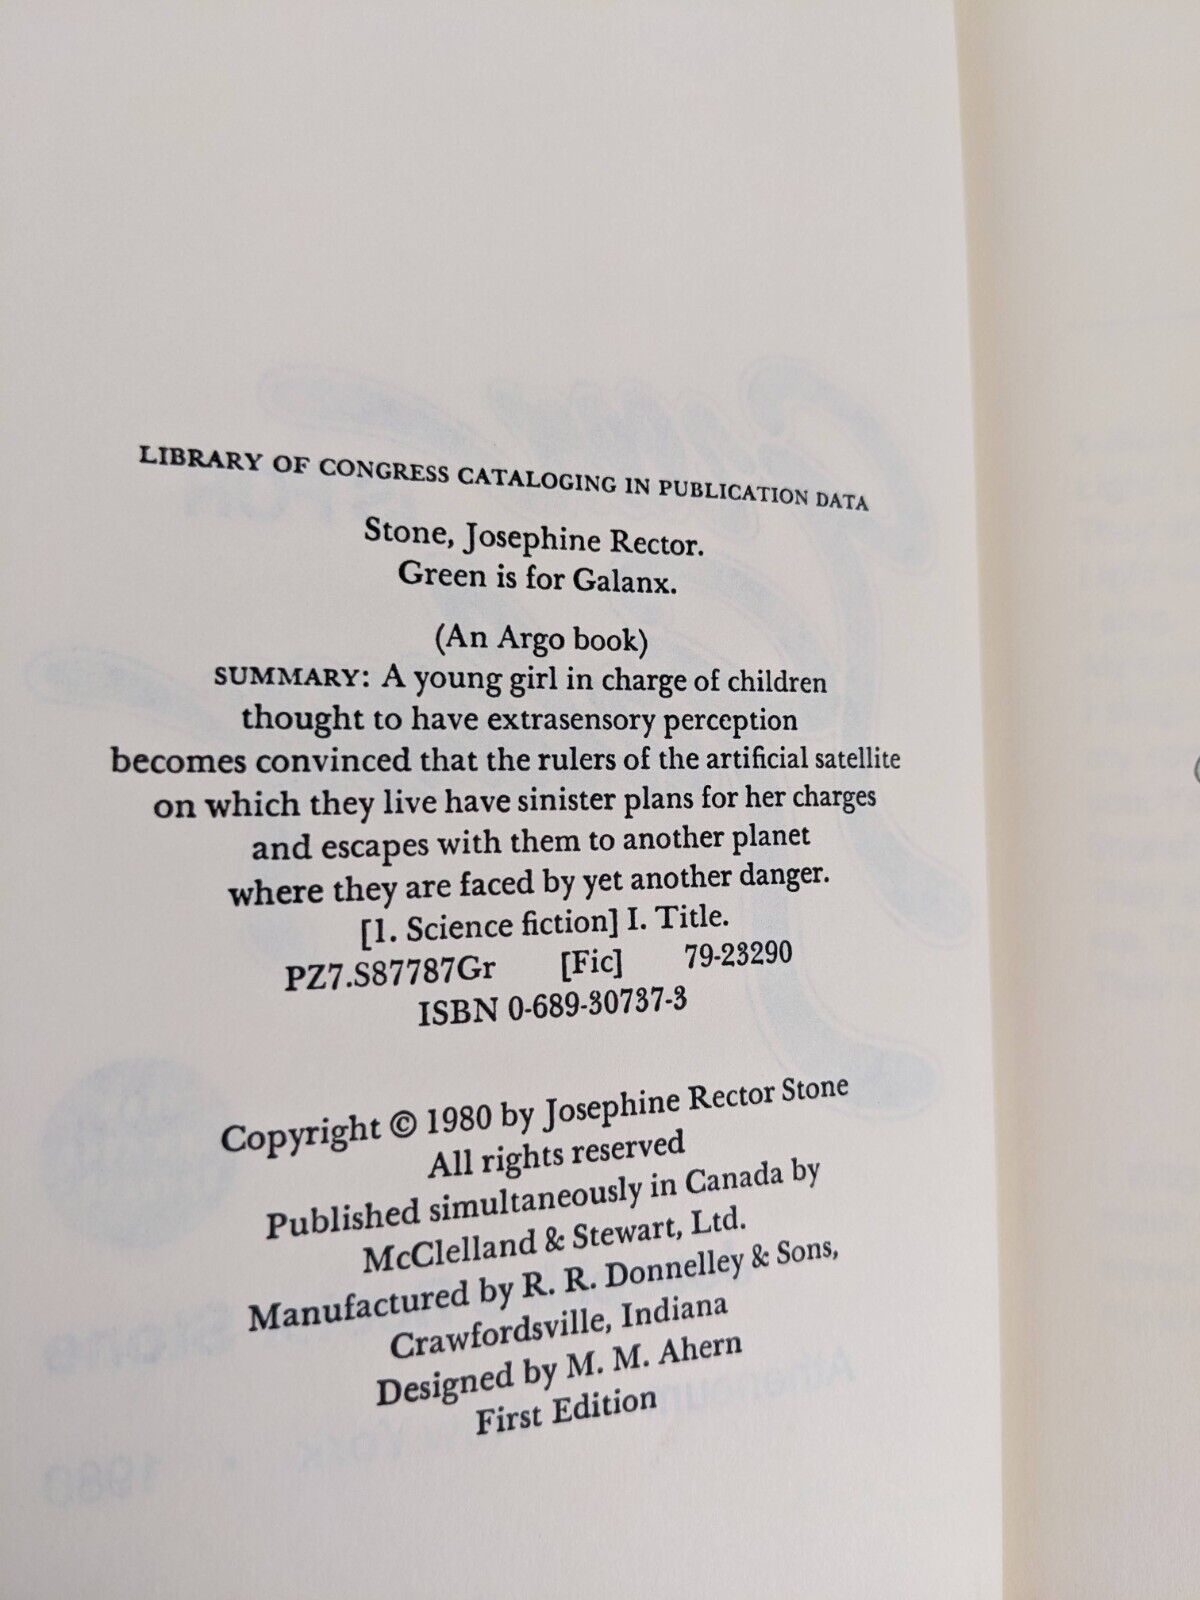 LIBRARY OF CONGRESS CATALOGING IN PUBLICATION DATA
Stone, Josephine Rector.
Green is for Galanx.
(An Argo book)
SUMMARY: A young girl in charge of children
thought to have extrasensory perception
becomes convinced that the rulers of the artificial satellite
on which they live have sinister plans for her charges
and escapes with them to another planet
where they are faced by yet another danger.
[1. Science fiction] I. Title.
PZ7.S87787Gr [Fic] 79-23290
ISBN 0-689-30737-3
Copyright © 1980 by Josephine Rector Stone
All rights reserved
Published simultaneously in Canada by
McClelland & Stewart, Ltd.
Manufactured by R. R. Donnelley & Sons,
Crawfordsville, Indiana
Designed by M. M. Ahern
First Edition